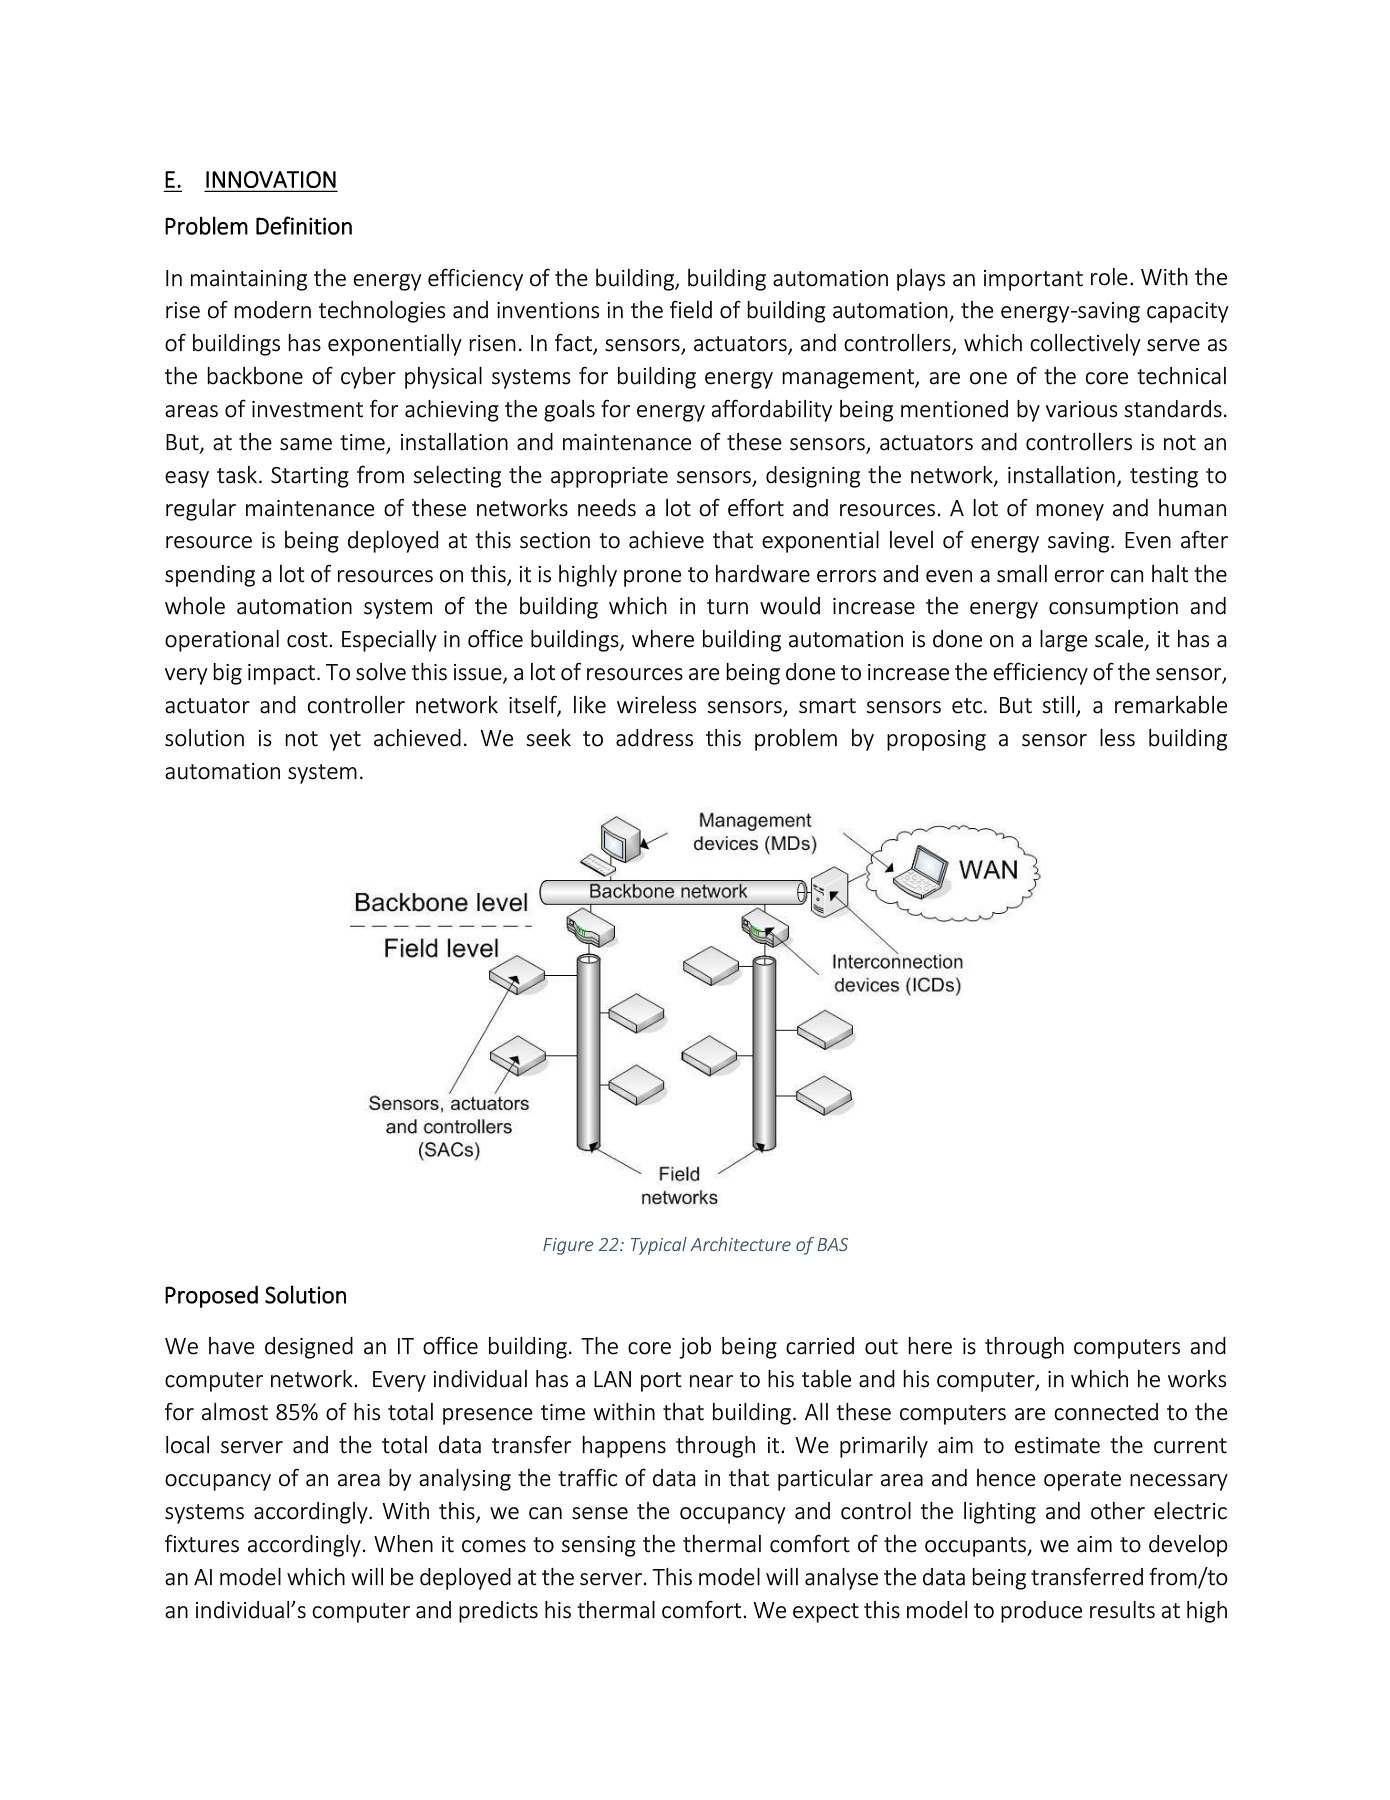 E. INNOVATION
Problem Definition
In maintaining the energy efficiency of the building, building automation plays an important role. With the
rise of modern technologies and inventions in the field of building automation, the energy-saving capacity
of buildings has exponentially risen. In fact, sensors, actuators, and controllers, which collectively serve as
the backbone of cyber physical systems for building energy management, are one of the core technical
areas of investment for achieving the goals for energy affordability being mentioned by various standards.
But, at the same time, installation and maintenance of these sensors, actuators and controllers is not an
easy task. Starting from selecting the appropriate sensors, designing the network, installation, testing to
regular maintenance of these networks needs a lot of effort and resources. A lot of money and human
resource is being deployed at this section to achieve that exponential level of energy saving. Even after
spending a lot of resources on this, it is highly prone to hardware errors and even a small error can halt the
whole automation system of the building which in turn would increase the energy consumption and
operational cost. Especially in office buildings, where building automation is done on a large scale, it has a
very big impact. To solve this issue, a lot of resources are being done to increase the efficiency of the sensor,
actuator and controller network itself, like wireless sensors, smart sensors etc. But still, a remarkable
solution is not yet achieved. We seek to address this problem by proposing a sensor less building
automation system.
Management
devices (MDs)
WAN
Backbone network
Backbone level
Field level
Interconnection
devices (ICDs)
Sensors, actuators
and controllers
(SACs)
Field
networks
Figure 22: Typical Architecture of BAS
Proposed Solution
We have designed an IT office building. The core job being carried out here is through computers and
computer network. Every individual has a LAN port near to his table and his computer, in which he works
for almost 85% of his total presence time within that building. All these computers are connected to the
local server and the total data transfer happens through it. We primarily aim to estimate the current
occupancy of an area by analysing the traffic of data in that particular area and hence operate necessary
systems accordingly. With this, we can sense the occupancy and control the lighting and other electric
fixtures accordingly. When it comes to sensing the thermal comfort of the occupants, we aim to develop
an AI model which will be deployed at the server. This model will analyse the data being transferred from/to
an individual’s computer and predicts his thermal comfort. We expect this model to produce results at high